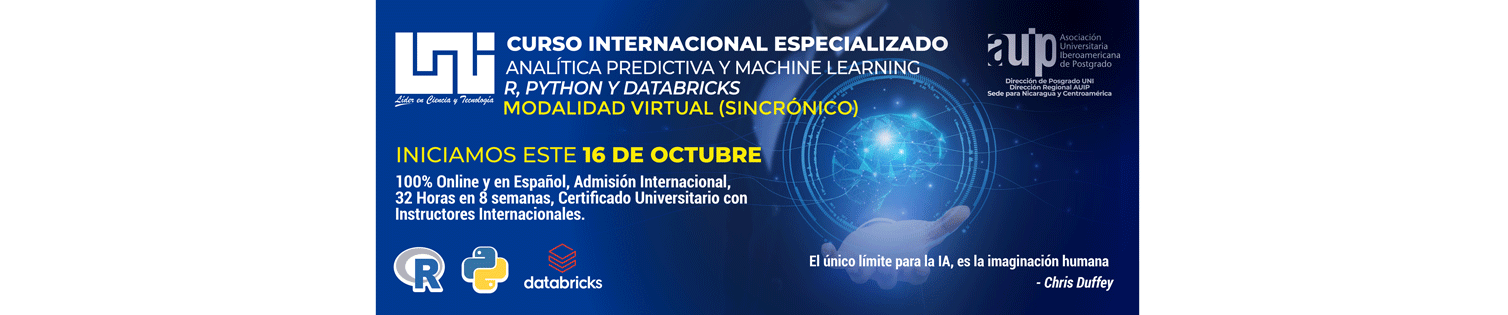 UNI
Líder en Ciencia y Tecnología
CURSO INTERNACIONAL ESPECIALIZADO
ANALÍTICA PREDICTIVA Y MACHINE LEARNING
R, PYTHON Y DATABRICKS
MODALIDAD VIRTUAL (SINCRÓNICO)
auip
Asociación
Universitaria
Iberoamericana
de Postgrado
Dirección de Posgrado UNI
Dirección Regional AUIP
Sede para Nicaragua y Centroamérica
INICIAMOS ESTE 16 DE OCTUBRE
100% Online y en Español, Admisión Internacional,
32 Horas en 8 semanas, Certificado Universitario con
Instructores Internacionales.
R
databricks
El único límite para la IA, es la imaginación humana
- Chris Duffey